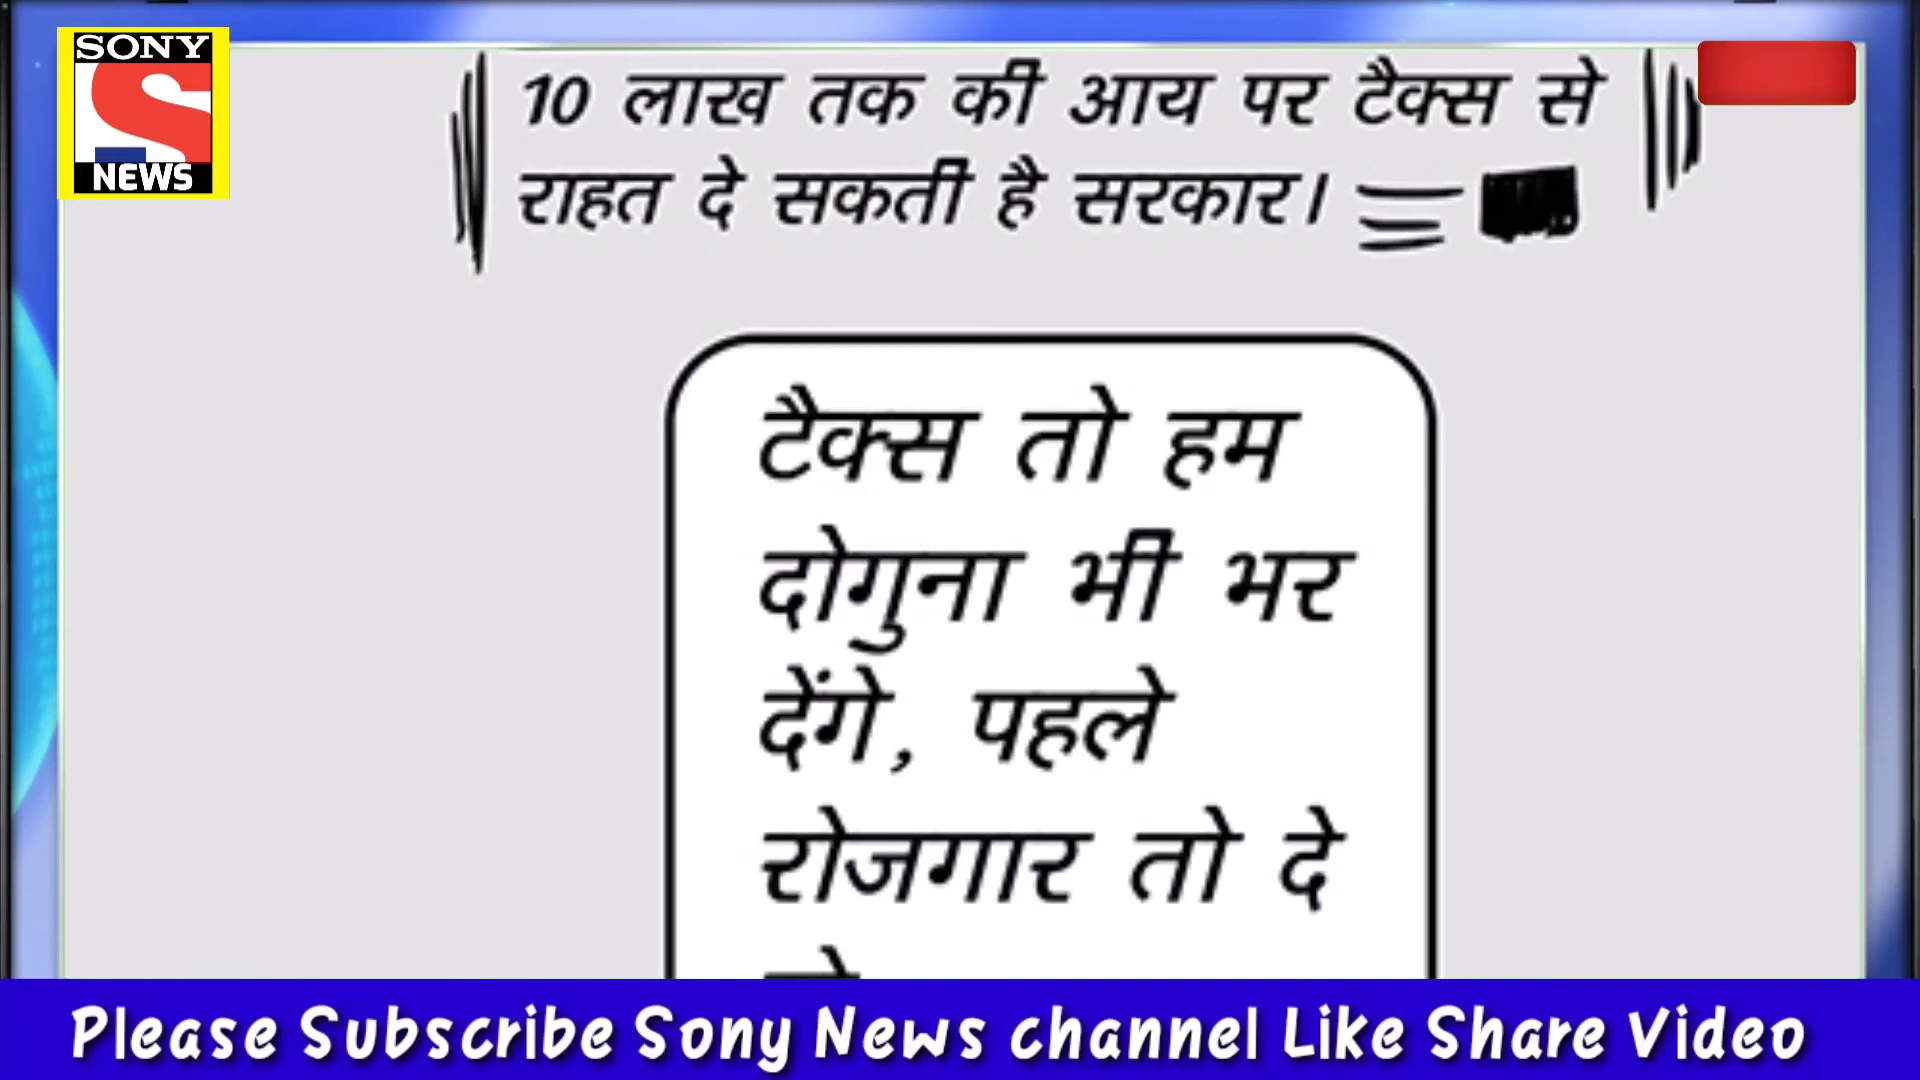 SONY
NEWS
10 लाख तक की आय पर टैक्स से
राहत दे सकती है सरकार।
टैक्स तो हम
दोगुना भी भर
देंगे, पहले
रोजगार तो दे
Please Subscribe Sony News channel Like Share Video